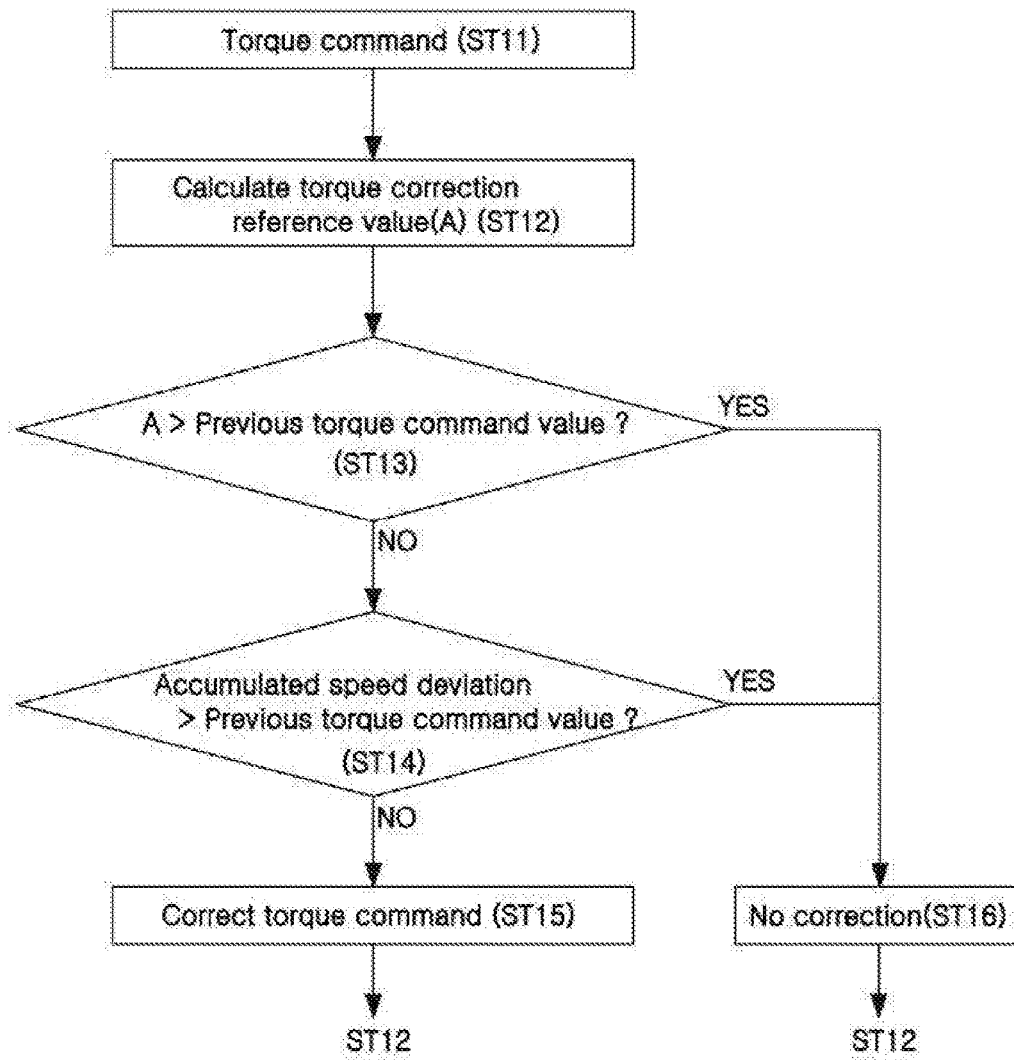 Torque command (ST11)
Calculate torque correction
reference value(A) (ST12)
A > Previous torque command value ?
(ST13)
YES
NO
Accumulated speed deviation
> Previous torque command value ?
(ST14)
YES
NO
Correct torque command (ST15)
No correction(ST16)
ST12
ST12